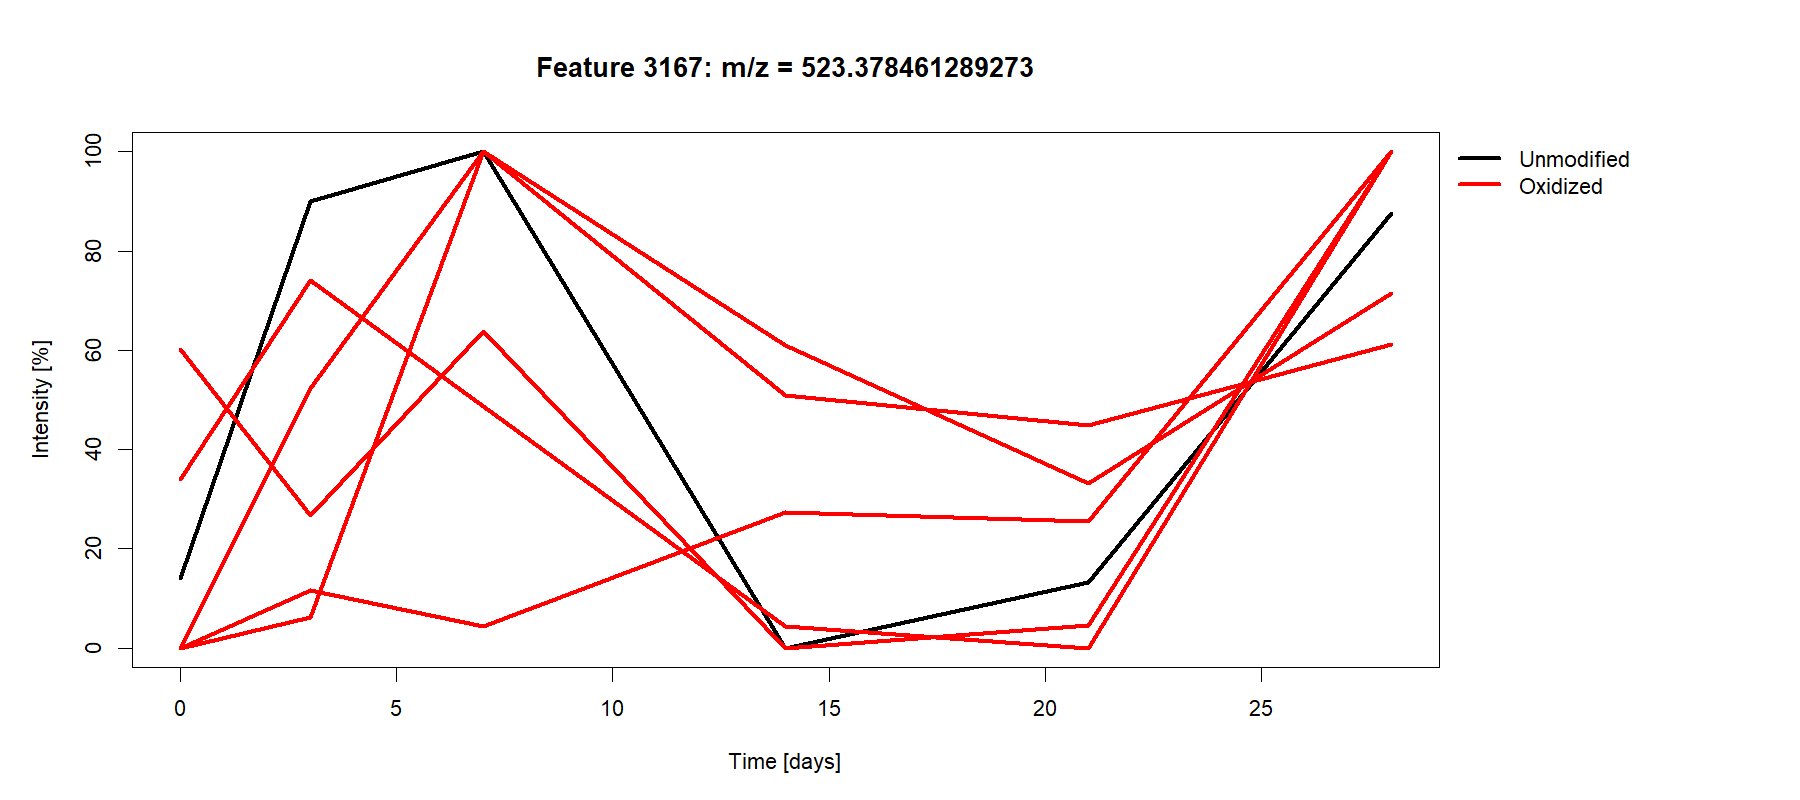 Feature 3167: m/z = 523.378461289273
Unmodified
Oxidized
Intensity [%]
100
80
60
40
20
0
0 5 10 15 20 25
Time [days]